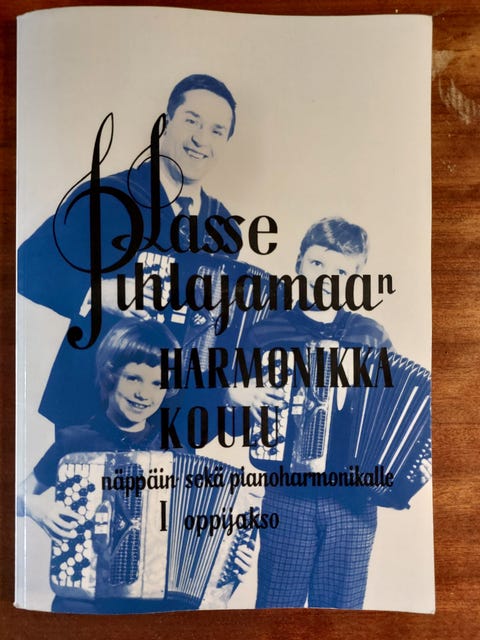 Lasse
Pihlajamaan
HARMONIKKA
KOULU
näppäin- sekä pianoharmonikalle
I oppijakso